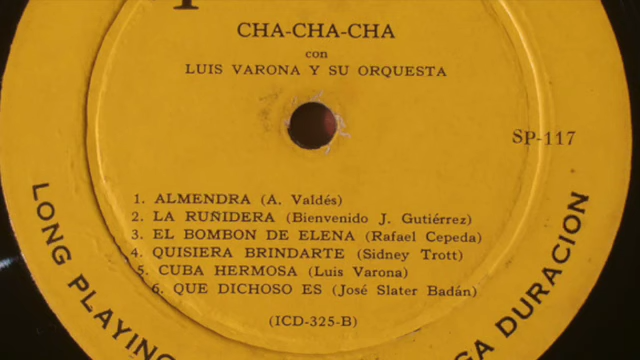 CHA-CHA-CHA
con
LUIS VARONA Y SU ORQUESTA
SP-117
1. ALMENDRA (A. Valdés)
2. LA RUÑIDERA (Bienvenido J. Gutiérrez)
3. EL BOMBON DE ELENA (Rafael Cepeda)
4. QUISIERA BRINDARTE (Sidney Trott)
5. CUBA HERMOSA (Luis Varona)
6. QUE DICHOSO ES (José Slater Badán)
(ICD-325-B)
LONG PLAYING
GA DURACION